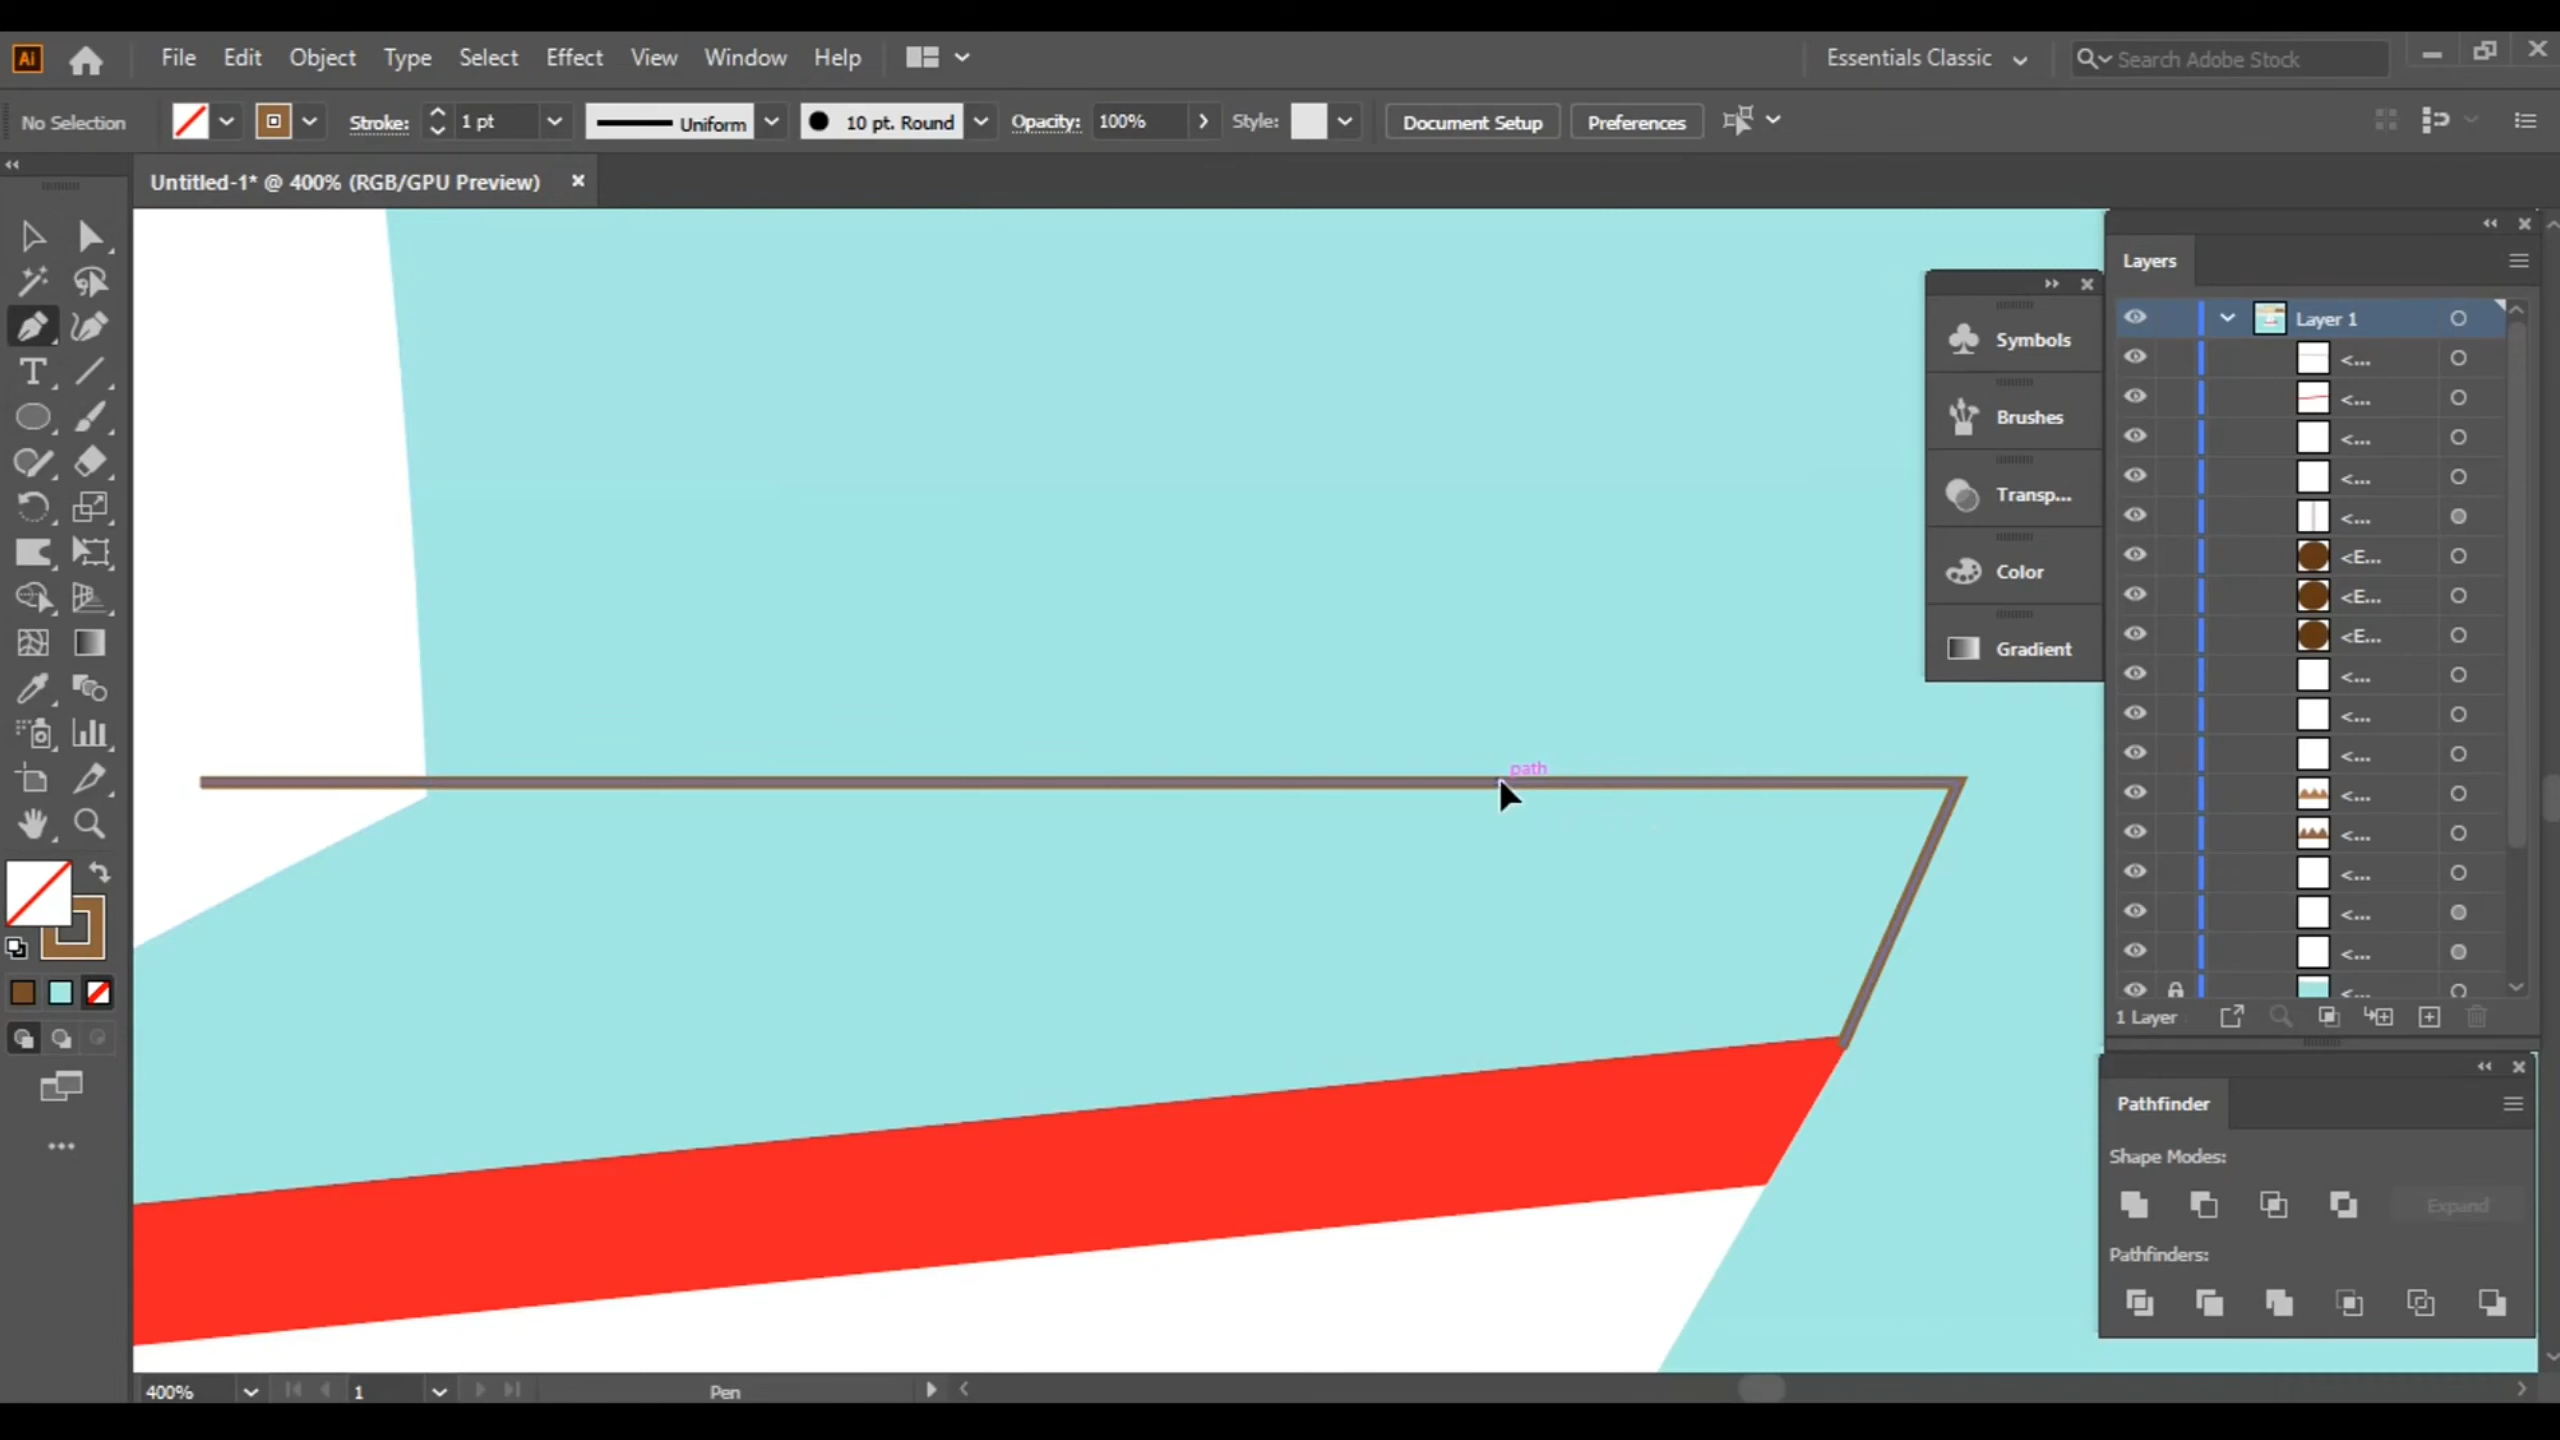 Ai File Edit Object Type Select Effect View Window Help Essentials Classic Search Adobe Stock
No Selection Stroke: 1 pt Uniform 10 pt. Round Opacity: 100% Style: Document Setup Preferences
Untitled-1* @ 400% (RGB/GPU Preview)
Layers
Layer 1
<...
<...
<...
<...
<...
<E...
<E...
<E...
<...
<...
<...
<...
<...
<...
<...
<...
<...
1 Layer
Symbols
Brushes
Transp...
Color
Gradient
path
Pathfinder
Shape Modes:
Expand
Pathfinders:
400% 1 Pen